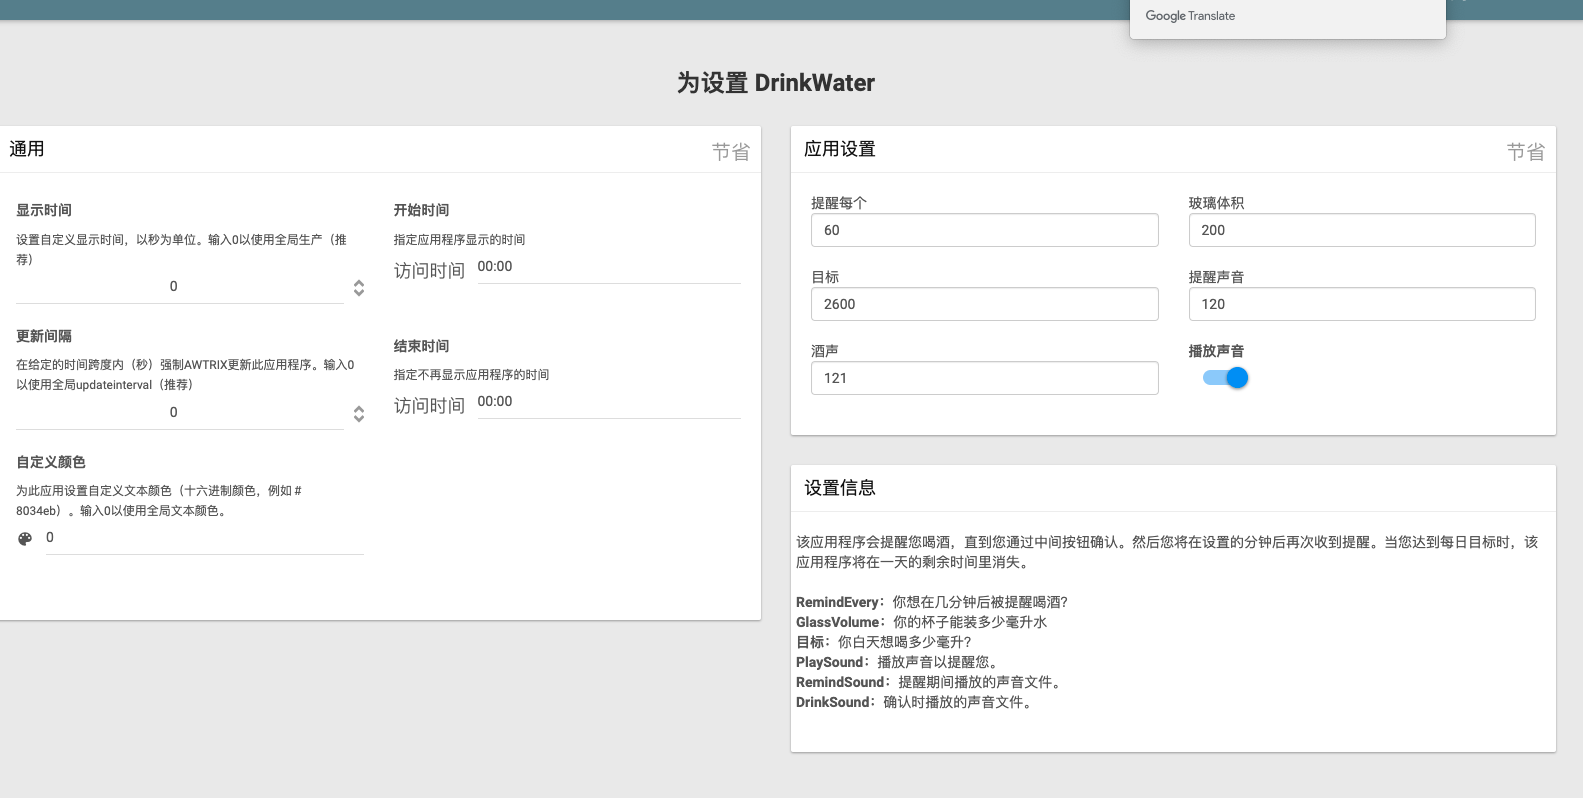 Google Translate
为设置 DrinkWater
通用
节省
显示时间
设置自定义显示时间，以秒为单位。输入0以使用全局生产（推
荐）
0
更新间隔
在给定的时间跨度内（秒）强制AWTRIX更新此应用程序。输入0
以使用全局updateinterval（推荐）
0
自定义颜色
为此应用设置自定义文本颜色（十六进制颜色，例如＃
8034eb）。输入0以使用全局文本颜色。
0
开始时间
指定应用程序显示的时间
访问时间 00:00
结束时间
指定不再显示应用程序的时间
访问时间 00:00
应用设置
节省
提醒每个
60
玻璃体积
200
目标
2600
提醒声音
120
酒声
121
播放声音
设置信息
该应用程序会提醒您喝酒，直到您通过中间按钮确认。然后您将在设置的分钟后再次收到提醒。当您达到每日目标时，该
应用程序将在一天的剩余时间里消失。
RemindEvery：你想在几分钟后被提醒喝酒？
GlassVolume：你的杯子能装多少毫升水
目标：你白天想喝多少毫升？
PlaySound：播放声音以提醒您。
RemindSound：提醒期间播放的声音文件。
DrinkSound：确认时播放的声音文件。